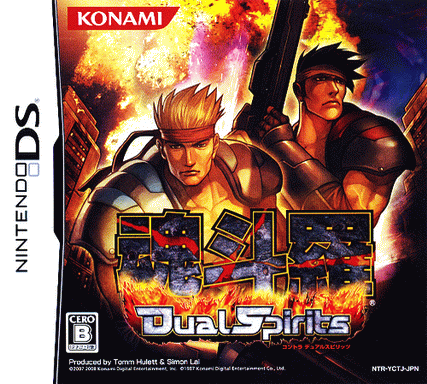 KONAMI
NINTENDO DS
魂斗羅
Dual Spirits
コントラ デュアルスピリッツ
CERO
B
Produced by Tomm Hulett & Simon Lai
©2007 2008 Konami Digital Entertainment, Inc. ©1987 Konami Digital Entertainment Co., Ltd.
NTR-YCTJ-JPN